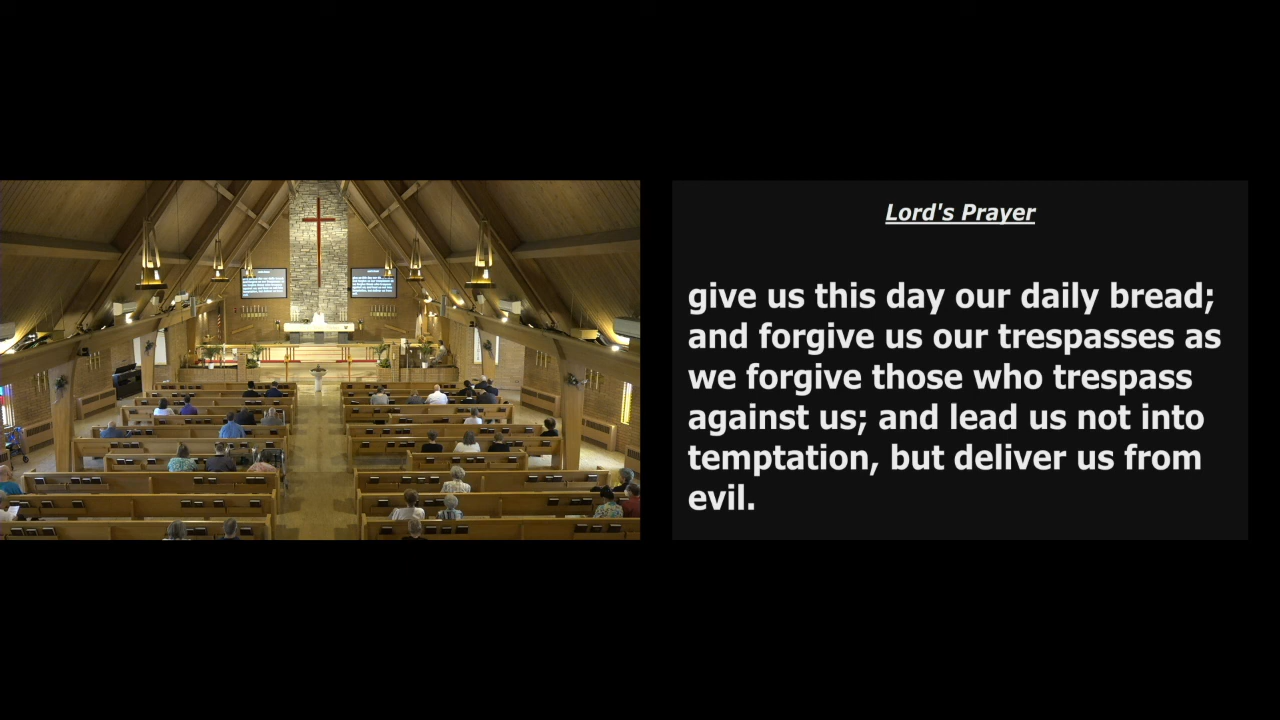 Lord's Prayer
give us this day our daily bread;
and forgive us our trespasses as
we forgive those who trespass
against us; and lead us not into
temptation, but deliver us from
evil.